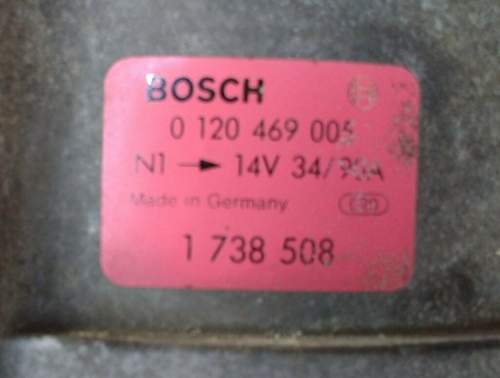 BOSCH
0 120 469 005
N1 → 14V 34/90A
Made in Germany
1 738 508